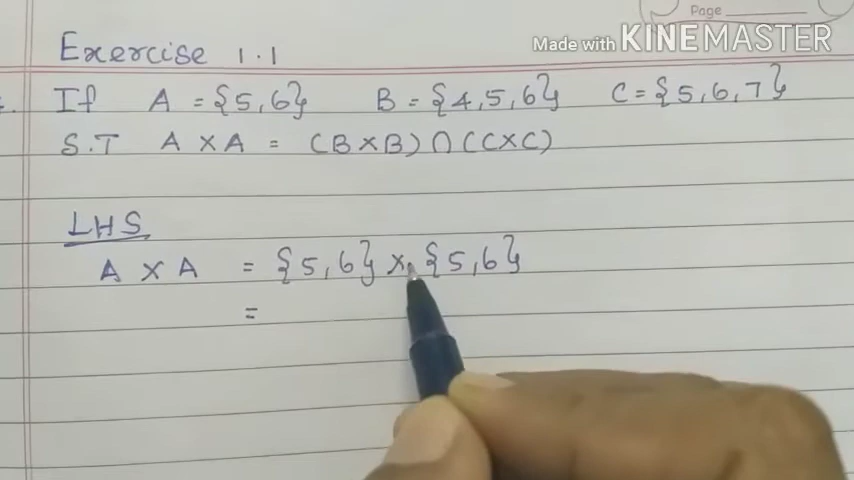 Page
Made with KINEMASTER
Exercise 1.1
If A = {5,6} B = {4,5,6} C = {5,6,7}
S.T A X A = (B X B) ∩ (C X C)
LHS
A X A = {5,6} X {5,6}
=